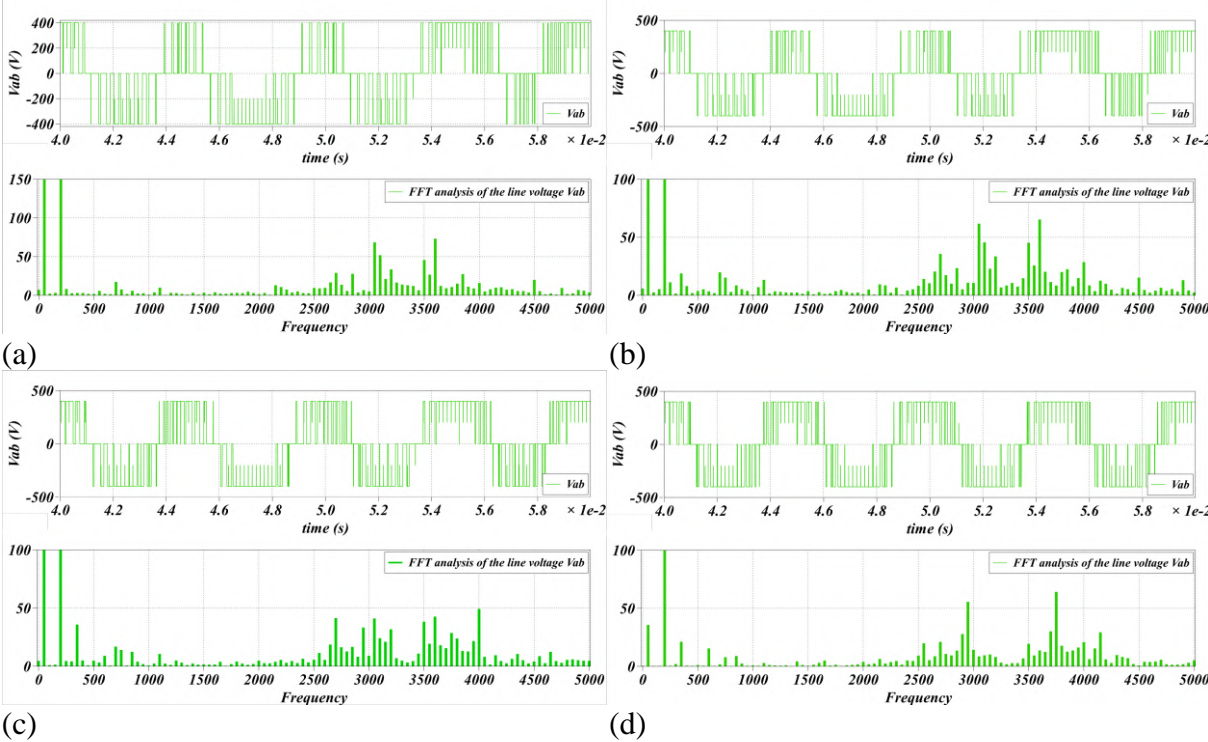 400
200
0
-200
-400
Vab (V)
Vab
4.0 4.2 4.4 4.6 4.8 5.0 5.2 5.4 5.6 5.8 × 1e-2
time (s)
150
100
50
0
FFT analysis of the line voltage Vab
0 500 1000 1500 2000 2500 3000 3500 4000 4500 5000
Frequency
(a)
500
0
-500
Vab (V)
Vab
4.0 4.2 4.4 4.6 4.8 5.0 5.2 5.4 5.6 5.8 × 1e-2
time (s)
100
50
0
FFT analysis of the line voltage Vab
0 500 1000 1500 2000 2500 3000 3500 4000 4500 5000
Frequency
(b)
500
0
-500
Vab (V)
Vab
4.0 4.2 4.4 4.6 4.8 5.0 5.2 5.4 5.6 5.8 × 1e-2
time (s)
100
50
0
FFT analysis of the line voltage Vab
0 500 1000 1500 2000 2500 3000 3500 4000 4500 5000
Frequency
(c)
500
0
-500
Vab (V)
Vab
4.0 4.2 4.4 4.6 4.8 5.0 5.2 5.4 5.6 5.8 × 1e-2
time (s)
100
50
0
FFT analysis of the line voltage Vab
0 500 1000 1500 2000 2500 3000 3500 4000 4500 5000
Frequency
(d)